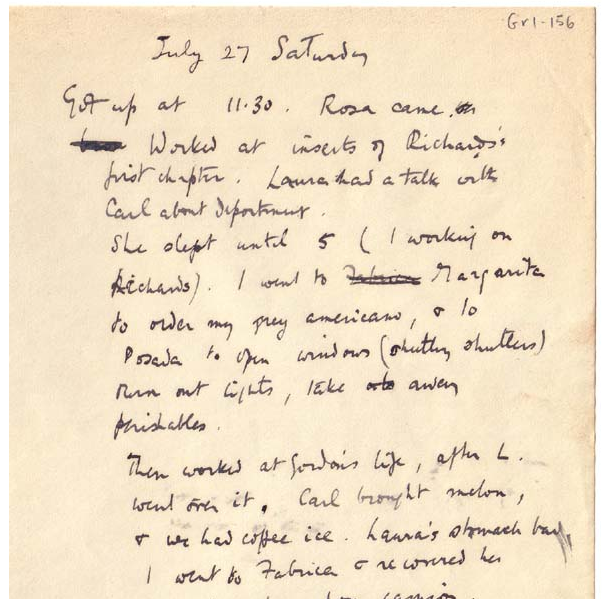 Gr1-156
July 27 Saturday
Got up at 11.30. Rosa came.
Worked at inserts of Richards's
first chapter. Laura had a talk with
Carl about deportment.
She slept until 5 (I working on
Richards). I went to Fabrica Margarita
to order my grey americano, & to
Posada to open windows (shutters)
turn out lights, take away
perishables.
Then worked at Gordon's life, after L.
went over it. Carl brought melon,
& we had coffee ice. Laura's stomach bad,
I went to Fabrica & recovered her